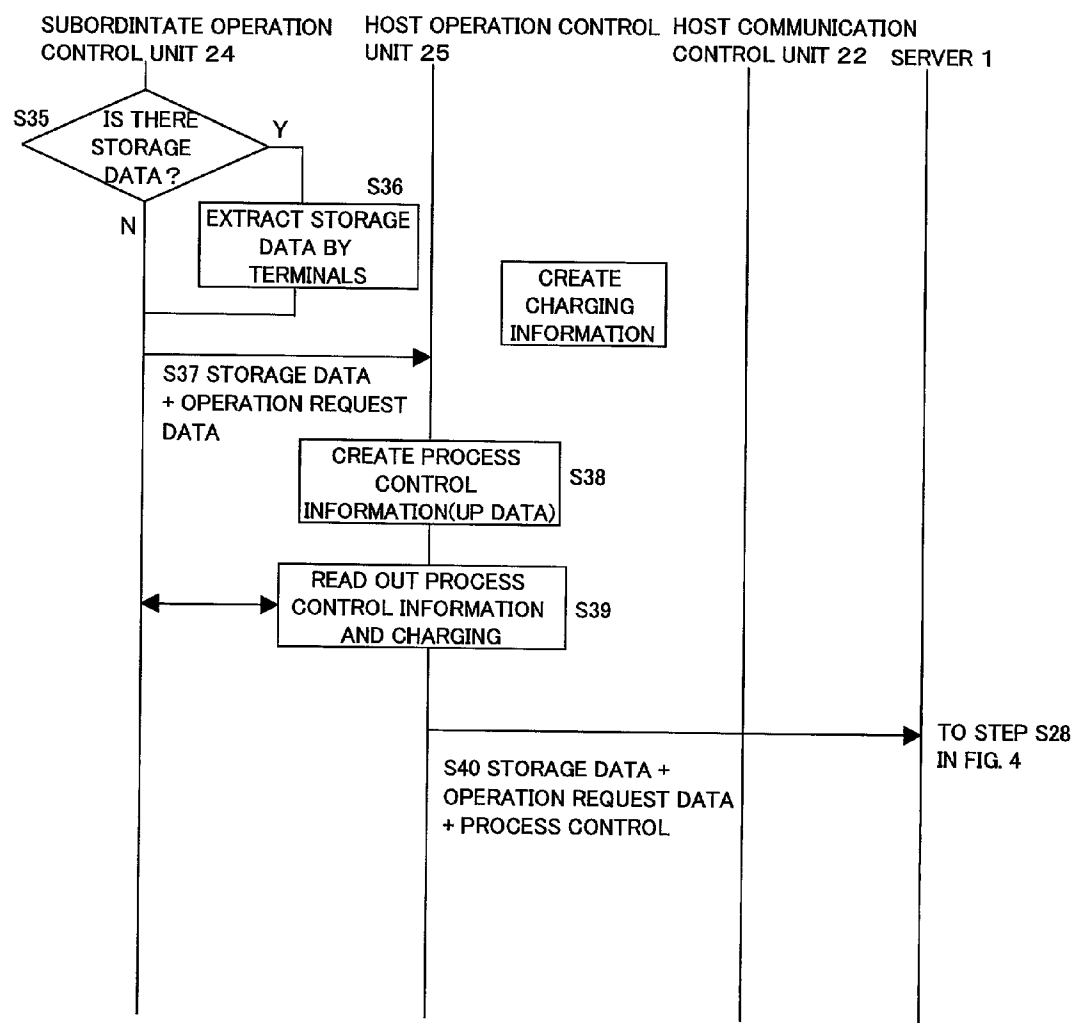 SUBORDINTATE OPERATION
CONTROL UNIT 24
HOST OPERATION CONTROL
UNIT 25
HOST COMMUNICATION
CONTROL UNIT 22
SERVER 1
S35
IS THERE
STORAGE
DATA?
Y
N
S36
EXTRACT STORAGE
DATA BY
TERMINALS
CREATE
CHARGING
INFORMATION
S37 STORAGE DATA
+ OPERATION REQUEST
DATA
CREATE PROCESS
CONTROL
INFORMATION(UP DATA)
S38
READ OUT PROCESS
CONTROL INFORMATION
AND CHARGING
S39
TO STEP S28
IN FIG. 4
S40 STORAGE DATA +
OPERATION REQUEST DATA
+ PROCESS CONTROL